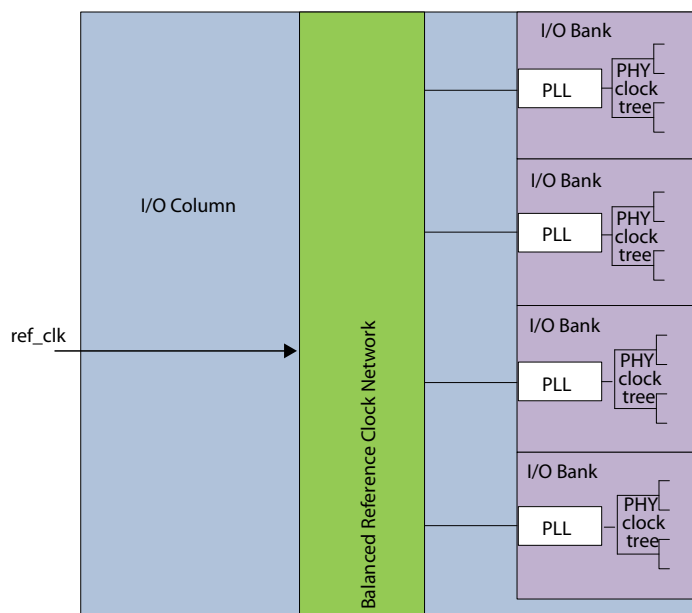 I/O Bank
PLL
PHY
clock
tree
I/O Column
I/O Bank
PLL
PHY
clock
tree
ref_clk
Balanced Reference Clock Network
I/O Bank
PLL
PHY
clock
tree
I/O Bank
PLL
PHY
clock
tree